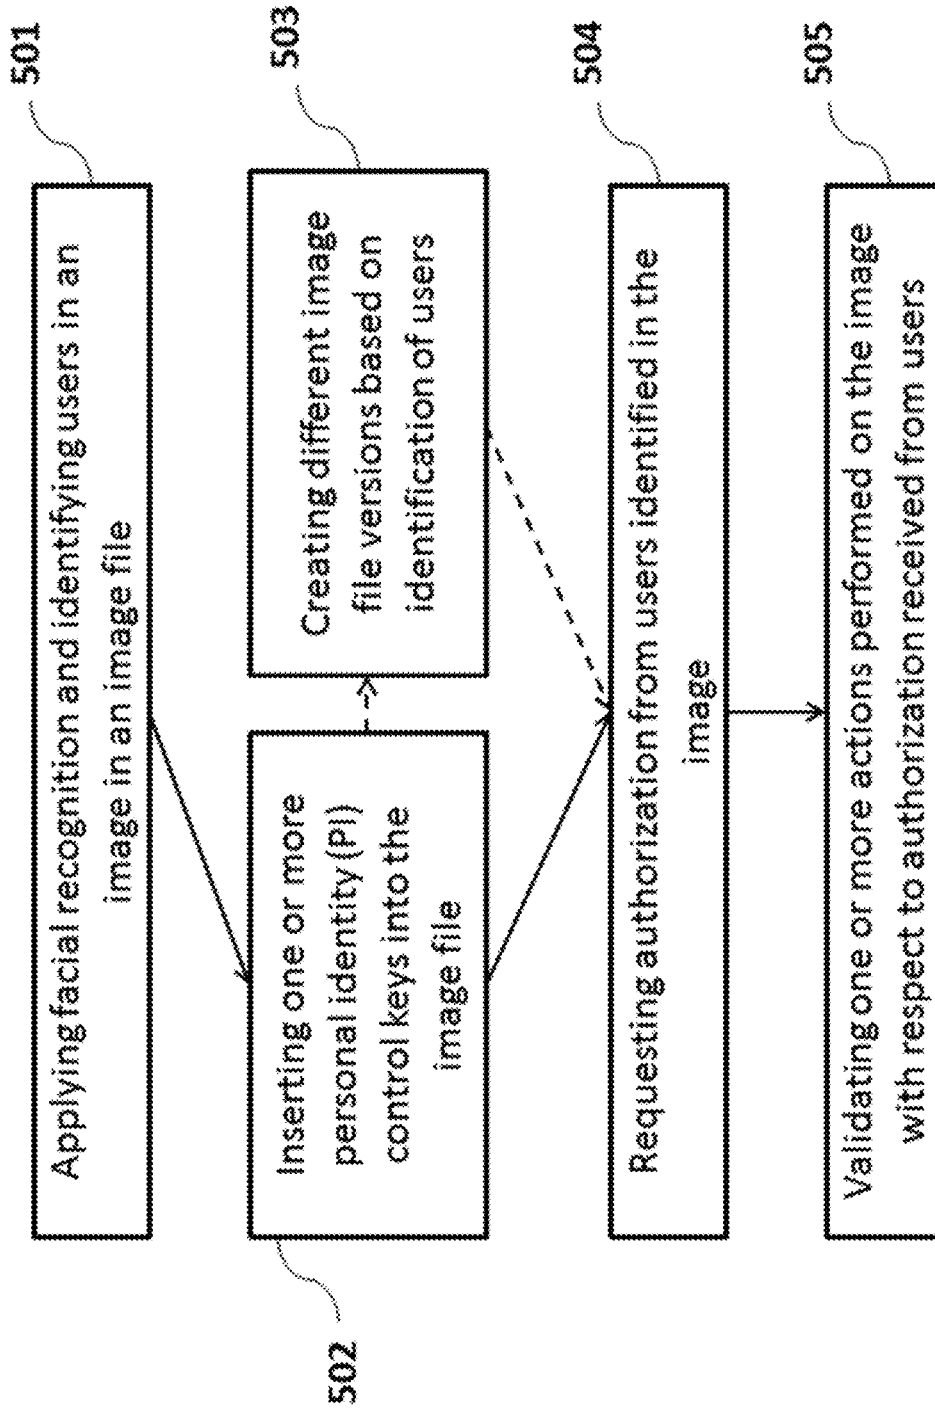 501
Applying facial recognition and identifying users in an
image in an image file
502
Inserting one or more
personal identity (PI)
control keys into the
image file
503
Creating different image
file versions based on
identification of users
504
Requesting authorization from users identified in the
image
505
Validating one or more actions performed on the image
with respect to authorization received from users